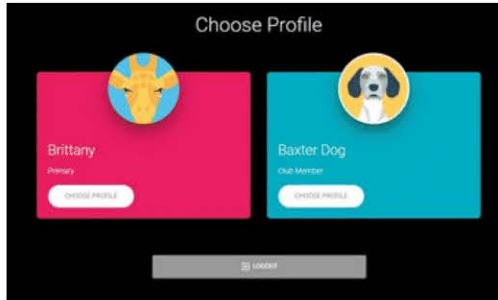 Choose Profile
Brittany
Primary
CHOOSE PROFILE
Baxter Dog
Club Member
CHOOSE PROFILE
LOGOUT